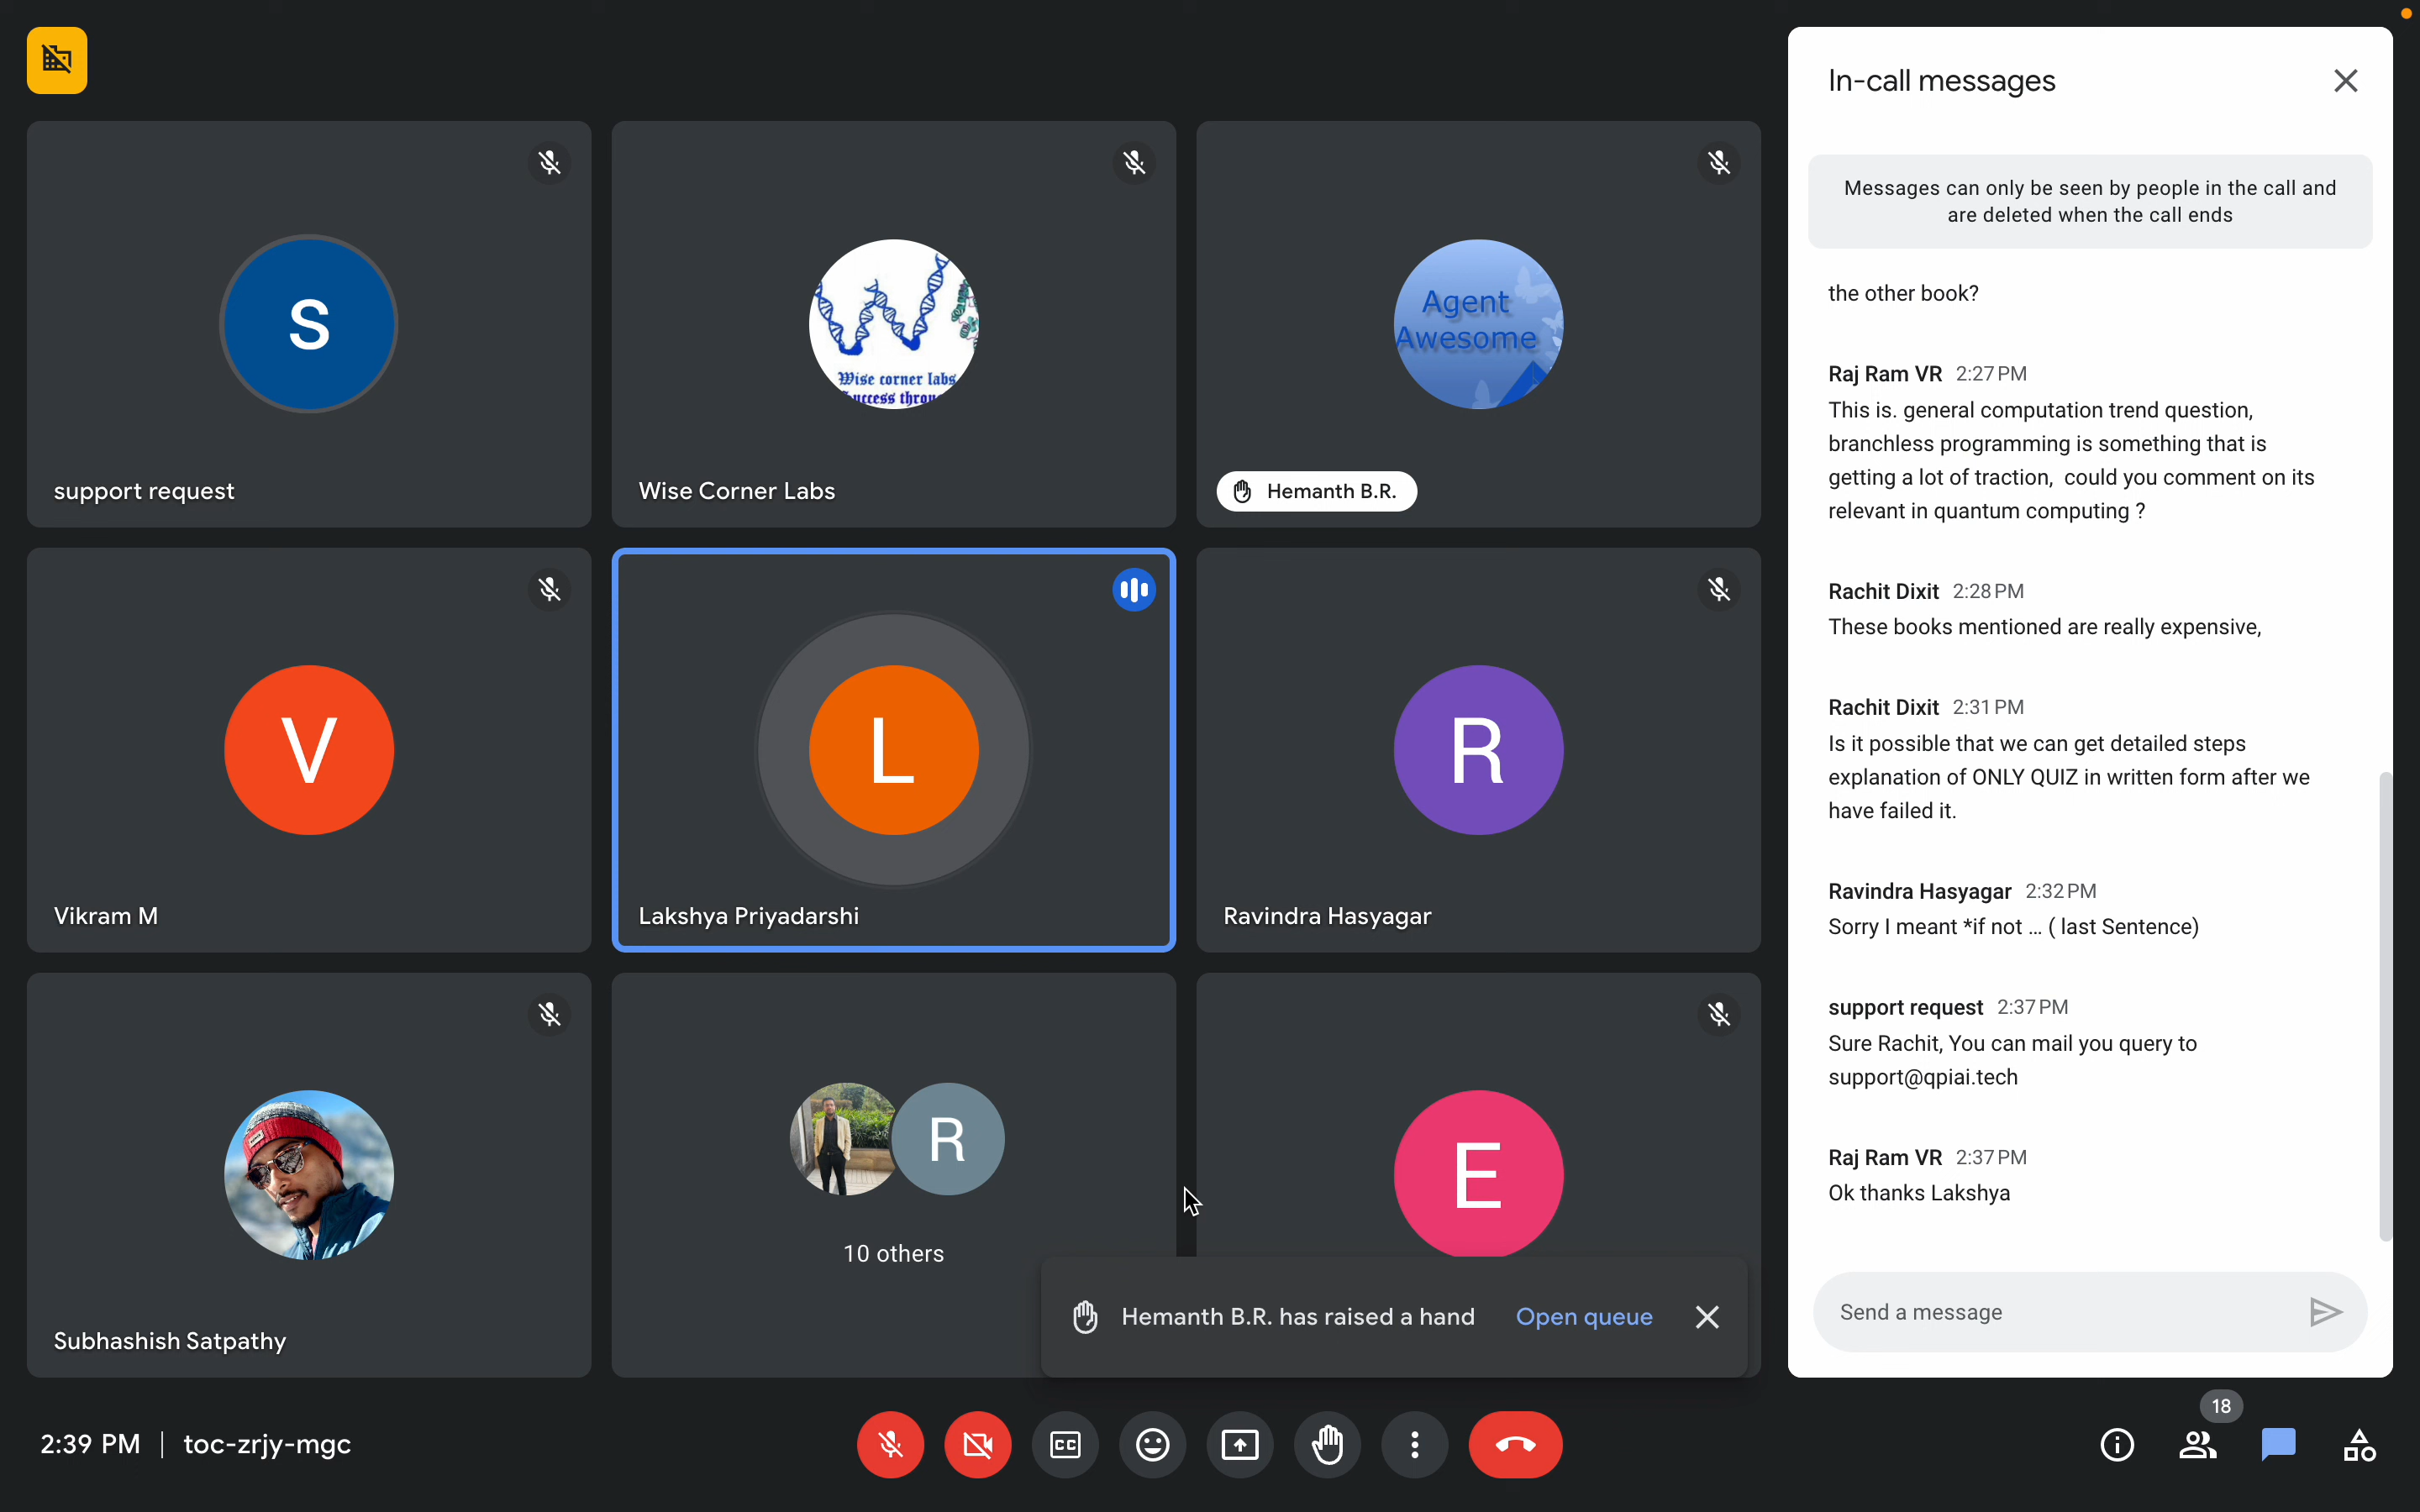 S
support request
Wise corner labs
Wise Corner Labs
Agent
Awesome
Hemanth B.R.
V
Vikram M
L
Lakshya Priyadarshi
R
Ravindra Hasyagar
Subhashish Satpathy
R
10 others
E
Hemanth B.R. has raised a hand Open queue
In-call messages
Messages can only be seen by people in the call and
are deleted when the call ends
the other book?
Raj Ram VR 2:27 PM
This is. general computation trend question,
branchless programming is something that is
getting a lot of traction, could you comment on its
relevant in quantum computing ?
Rachit Dixit 2:28 PM
These books mentioned are really expensive,
Rachit Dixit 2:31 PM
Is it possible that we can get detailed steps
explanation of ONLY QUIZ in written form after we
have failed it.
Ravindra Hasyagar 2:32 PM
Sorry I meant *if not ... ( last Sentence)
support request 2:37 PM
Sure Rachit, You can mail you query to
support@qpiai.tech
Raj Ram VR 2:37 PM
Ok thanks Lakshya
Send a message
2:39 PM | toc-zrjy-mgc
CC
18